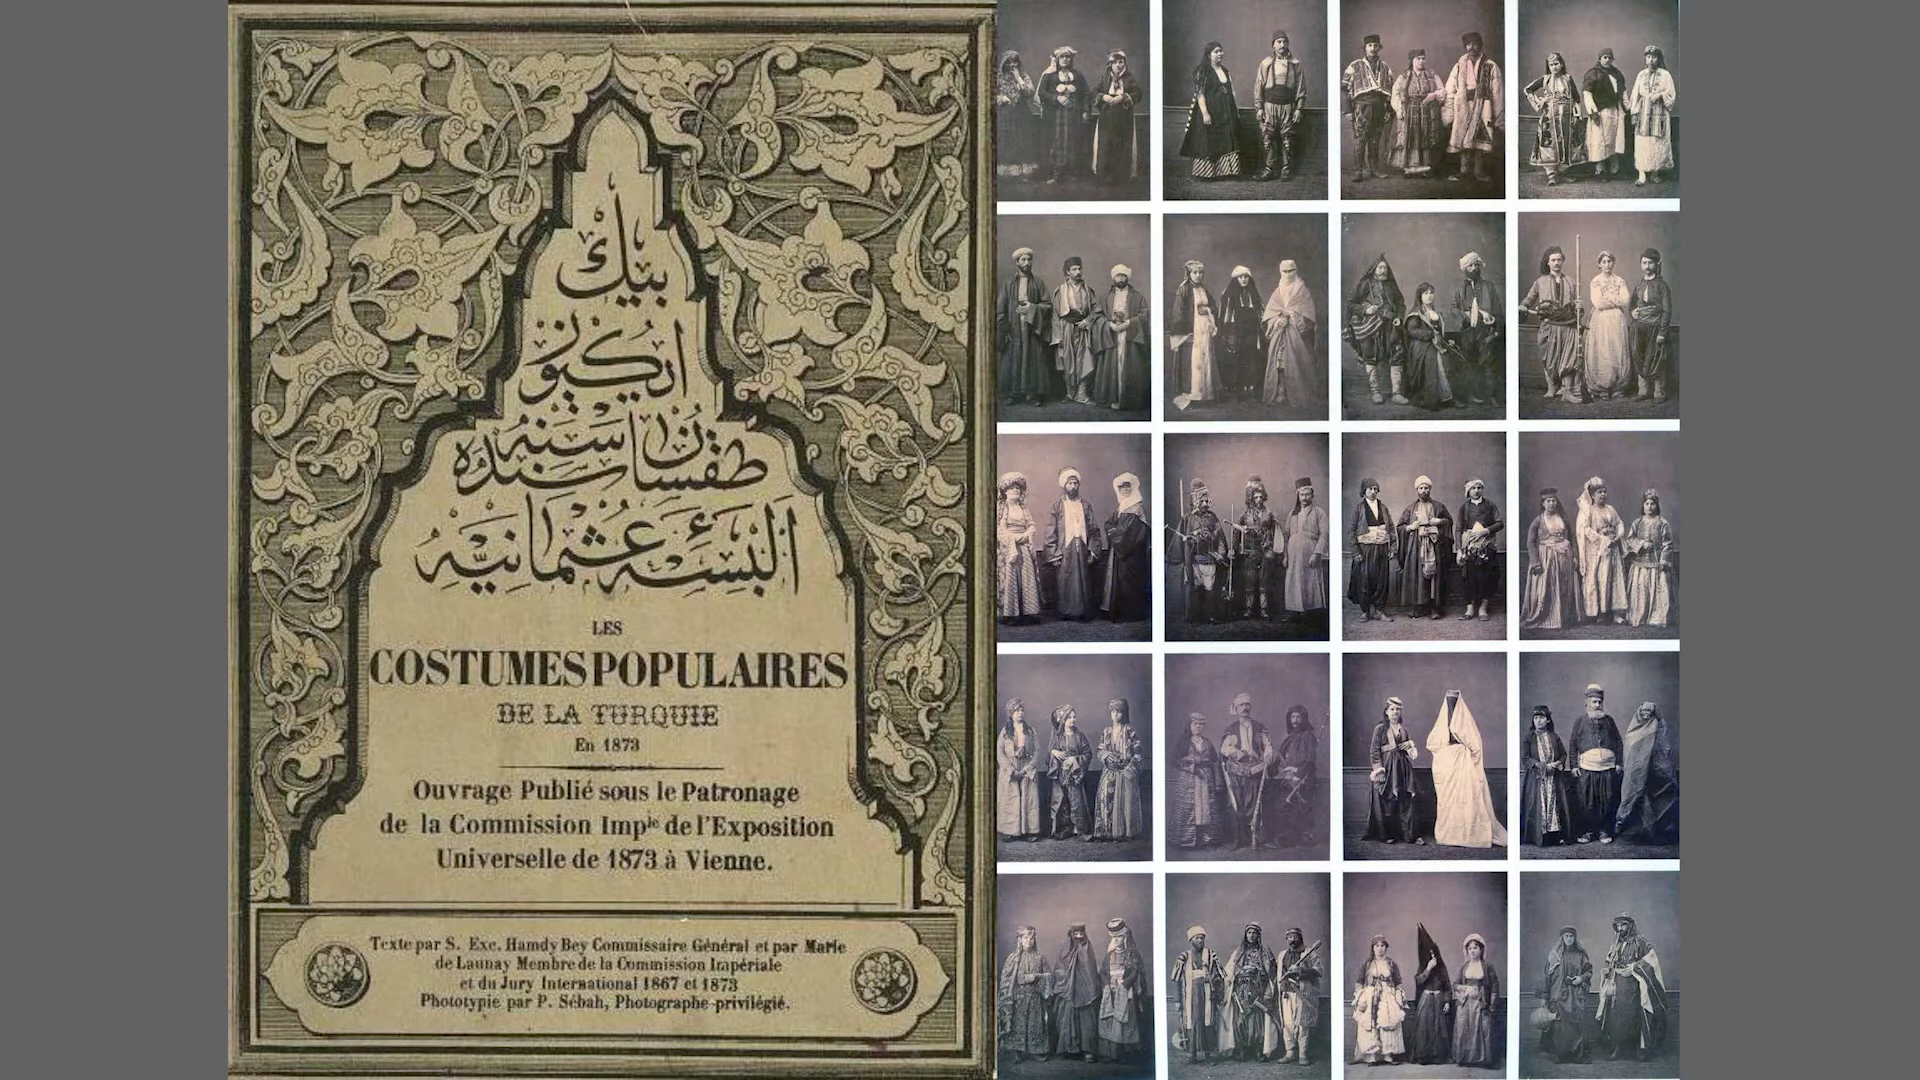 بيك
ايكيوز
طقسان سنه سنده
البسهٔ عثمانيه
LES
COSTUMES POPULAIRES
DE LA TURQUIE
En 1873
Ouvrage Publié sous le Patronage
de la Commission Impie de l'Exposition
Universelle de 1873 à Vienne.
Texte par S. Exc. Hamdy Bey Commissaire Général et par Marie
de Launay Membre de la Commission Impériale
et du Jury International 1867 et 1873
Phototypie par P. Sébah, Photographe privilégié.